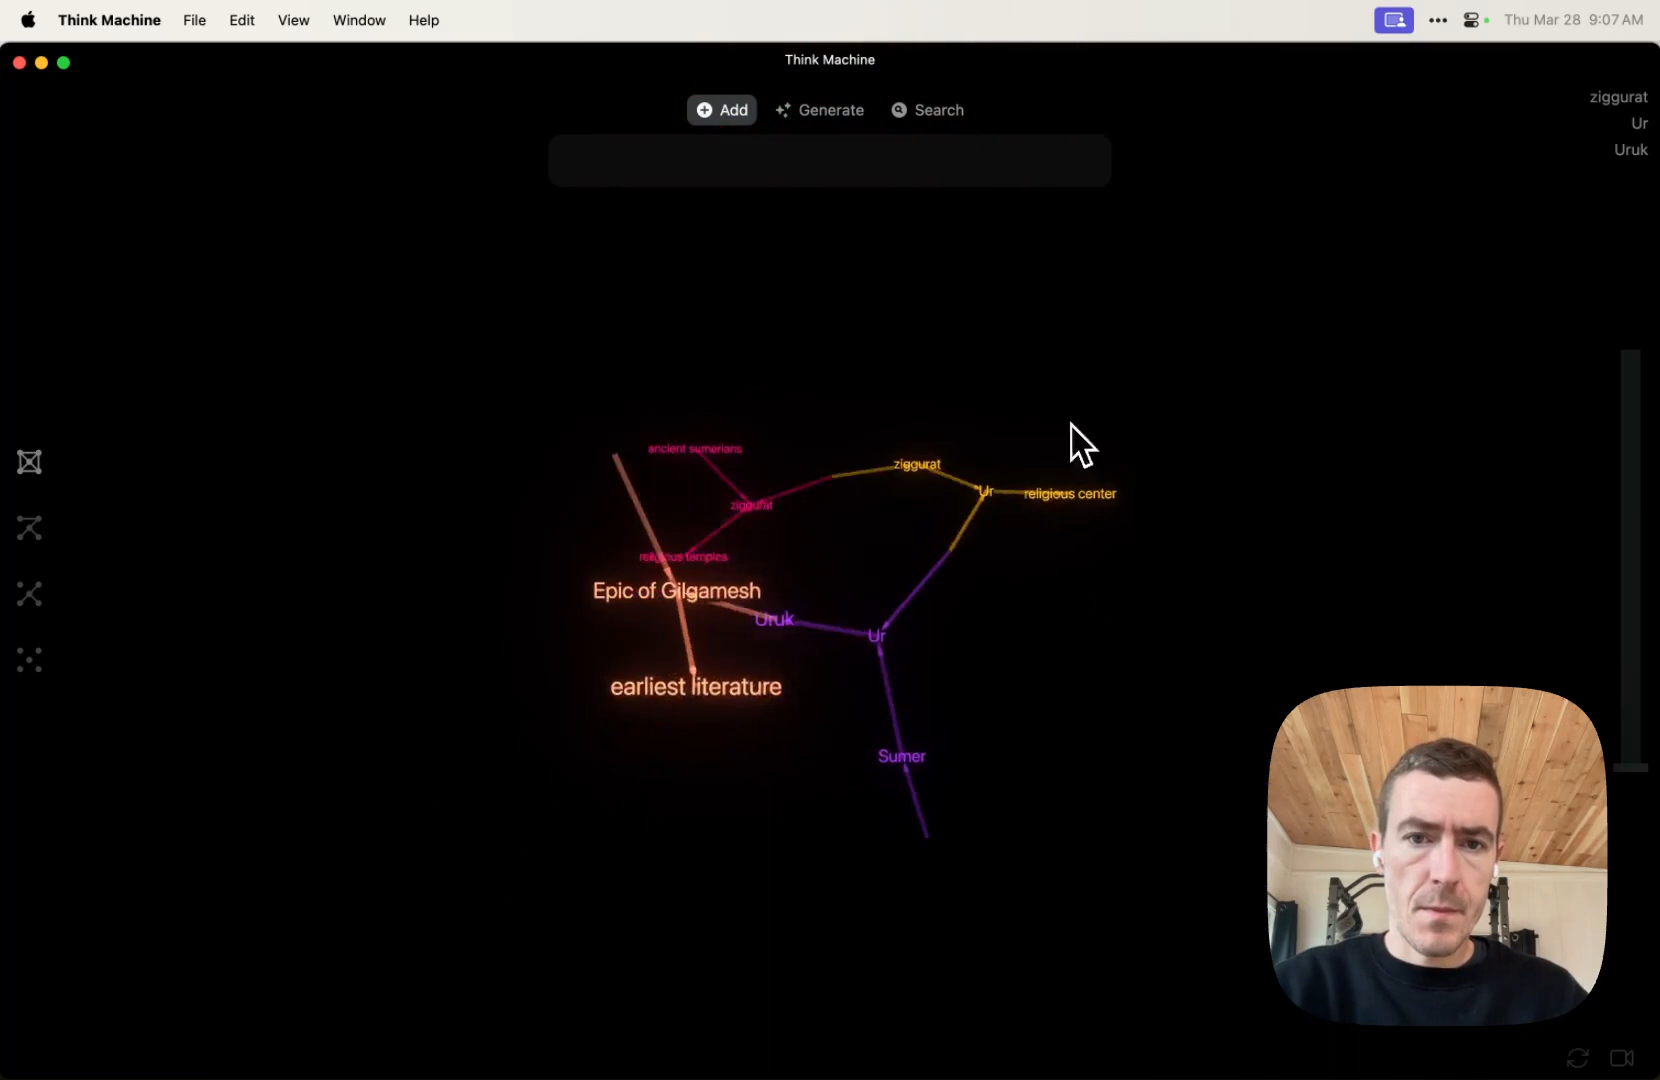 Think Machine File Edit View Window Help Thu Mar 28 9:07 AM
Think Machine
Add Generate Search
ziggurat
Ur
Uruk
ancient sumerians
ziggurat
Ur
religious center
ziggurat
religious temples
Epic of Gilgamesh
Uruk
Ur
earliest literature
Sumer